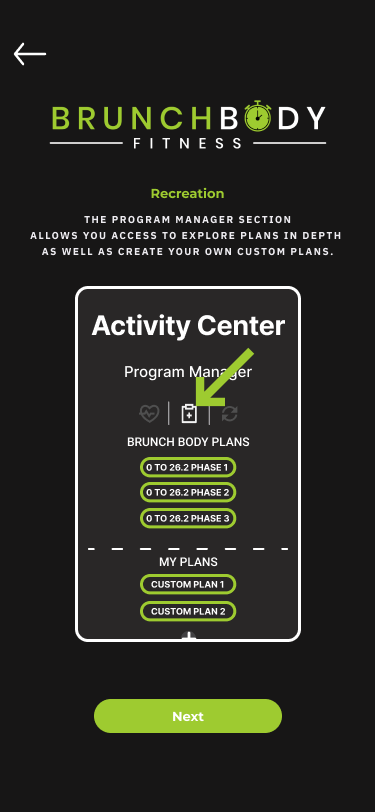 BRUNCHBODY
FITNESS
Recreation
THE PROGRAM MANAGER SECTION
ALLOWS YOU ACCESS TO EXPLORE PLANS IN DEPTH
AS WELL AS CREATE YOUR OWN CUSTOM PLANS.
Activity Center
Program Manager
BRUNCH BODY PLANS
0 TO 26.2 PHASE 1
0 TO 26.2 PHASE 2
0 TO 26.2 PHASE 3
MY PLANS
CUSTOM PLAN 1
CUSTOM PLAN 2
Next